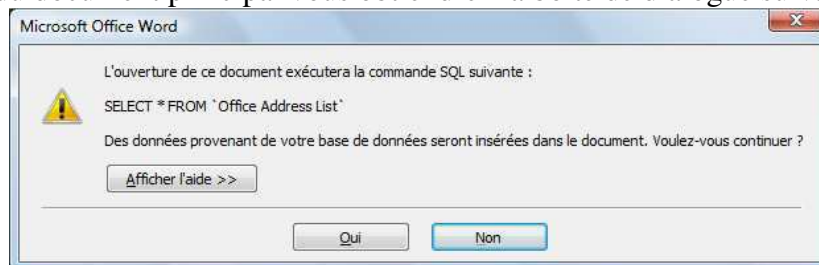 Microsoft Office Word
L'ouverture de ce document exécutera la commande SQL suivante :
SELECT * FROM `Office Address List`
Des données provenant de votre base de données seront insérées dans le document. Voulez-vous continuer ?
Afficher l'aide >>
Oui
Non